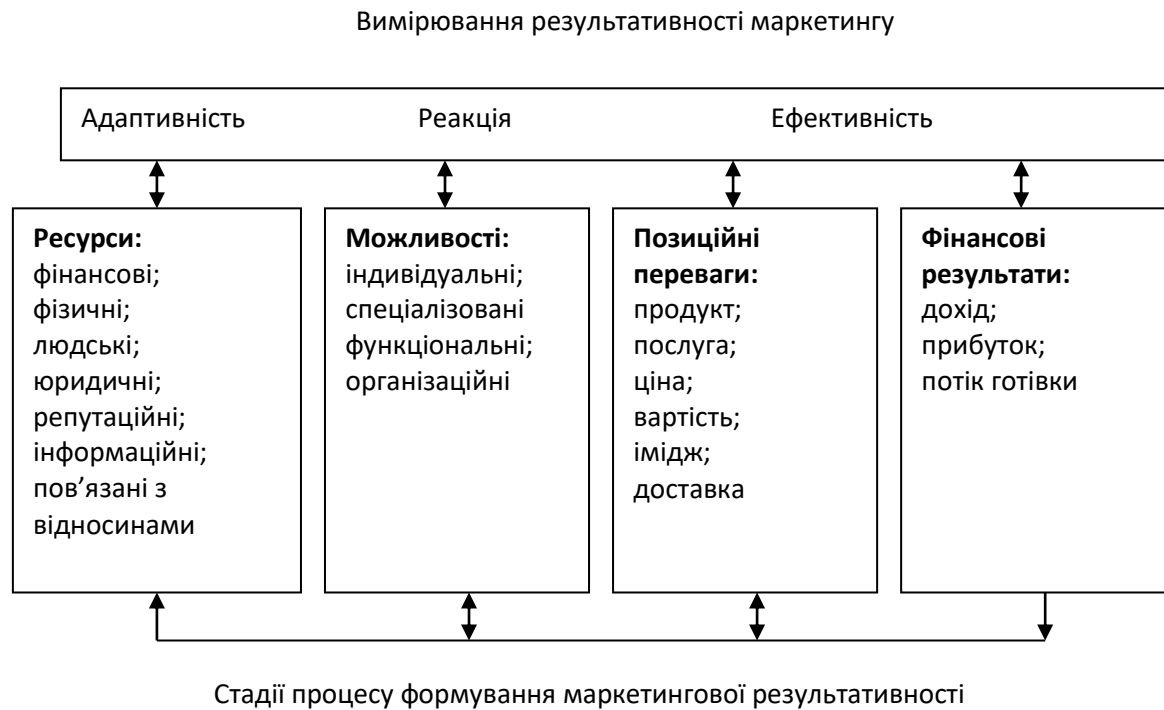 Вимірювання результативності маркетингу
Адаптивність Реакція Ефективність
Ресурси:
фінансові;
фізичні;
людські;
юридичні;
репутаційні;
інформаційні;
пов’язані з
відносинами
Можливості:
індивідуальні;
спеціалізовані
функціональні;
організаційні
Позиційні
переваги:
продукт;
послуга;
ціна;
вартість;
імідж;
доставка
Фінансові
результати:
дохід;
прибуток;
потік готівки
Стадії процесу формування маркетингової результативності